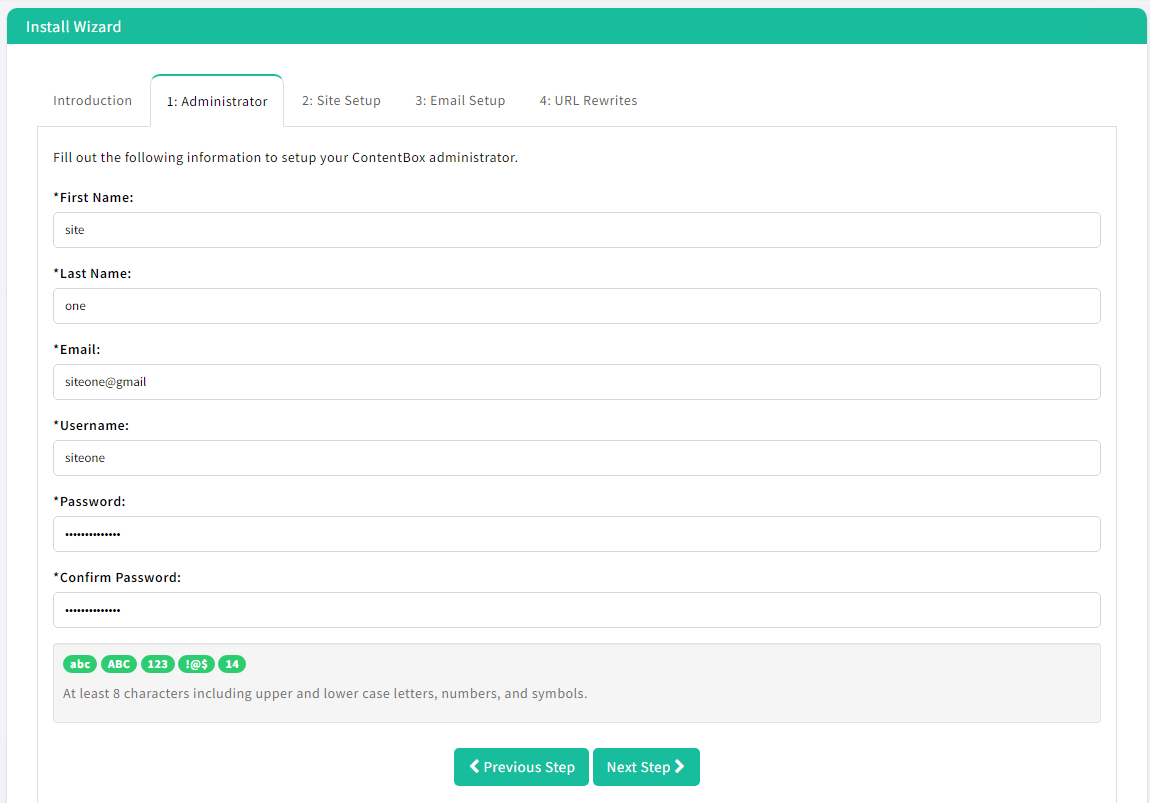 Install Wizard
Introduction 1: Administrator 2: Site Setup 3: Email Setup 4: URL Rewrites
Fill out the following information to setup your ContentBox administrator.
*First Name:
site
*Last Name:
one
*Email:
siteone@gmail
*Username:
siteone
*Password:
••••••••••••••
*Confirm Password:
••••••••••••••
abc ABC 123 !@$ 14
At least 8 characters including upper and lower case letters, numbers, and symbols.
Previous Step Next Step